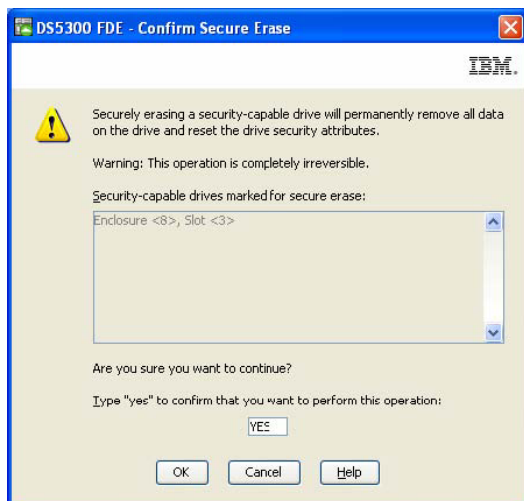 DS5300 FDE - Confirm Secure Erase
IBM.
Securely erasing a security-capable drive will permanently remove all data
on the drive and reset the drive security attributes.
Warning: This operation is completely irreversible.
Security-capable drives marked for secure erase:
Enclosure <8>, Slot <3>
Are you sure you want to continue?
Type "yes" to confirm that you want to perform this operation:
YES
OK Cancel Help